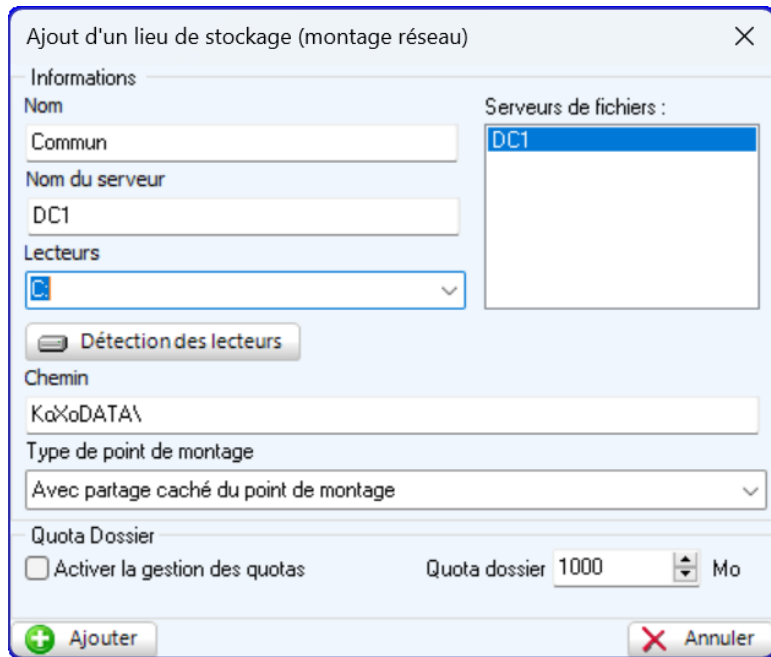 Ajout d'un lieu de stockage (montage réseau)
Informations
Nom
Commun
Nom du serveur
DC1
Lecteurs
C:
Détection des lecteurs
Serveurs de fichiers :
DC1
Chemin
KoXoDATA\
Type de point de montage
Avec partage caché du point de montage
Quota Dossier
Activer la gestion des quotas
Quota dossier 1000 Mo
Ajouter
Annuler